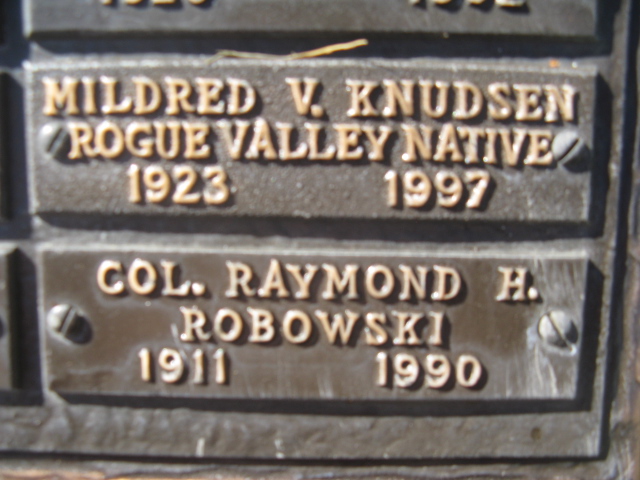 MILDRED V. KNUDSEN
ROGUE VALLEY NATIVE
1923 1997
COL. RAYMOND H.
ROBOWSKI
1911 1990